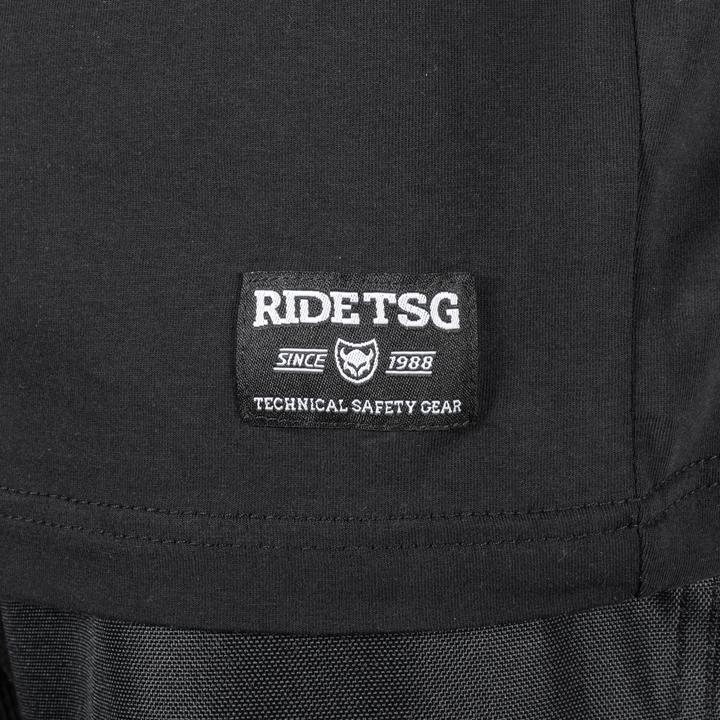 RIDETSG
SINCE 1988
TECHNICAL SAFETY GEAR